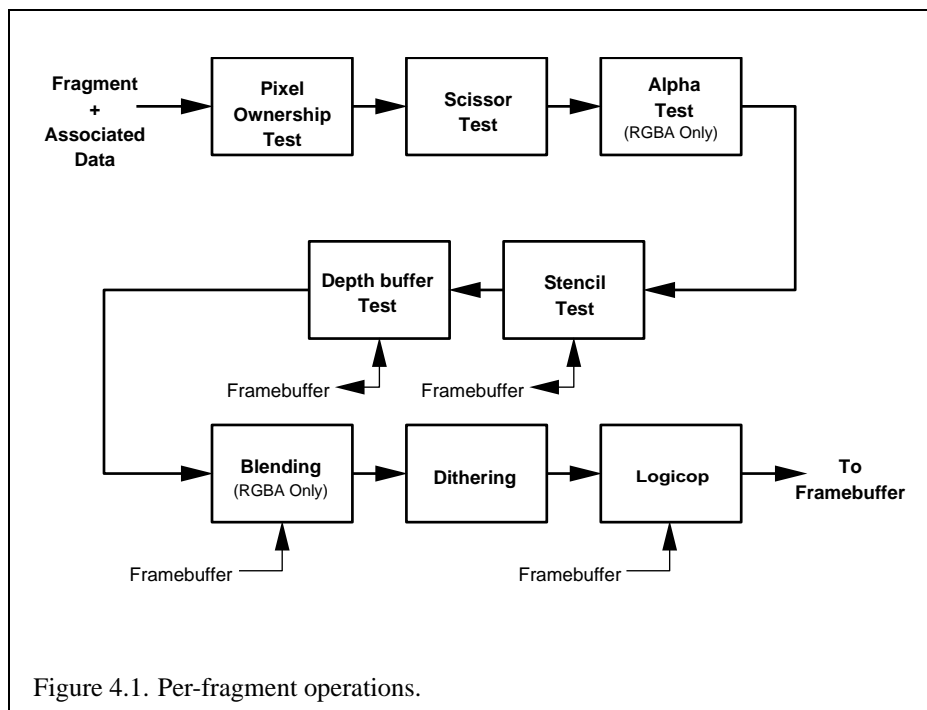 Fragment
+
Associated
Data
Pixel
Ownership
Test
Scissor
Test
Alpha
Test
(RGBA Only)
Depth buffer
Test
Stencil
Test
Framebuffer
Framebuffer
Blending
(RGBA Only)
Dithering
Logicop
To
Framebuffer
Framebuffer
Framebuffer
Figure 4.1. Per-fragment operations.